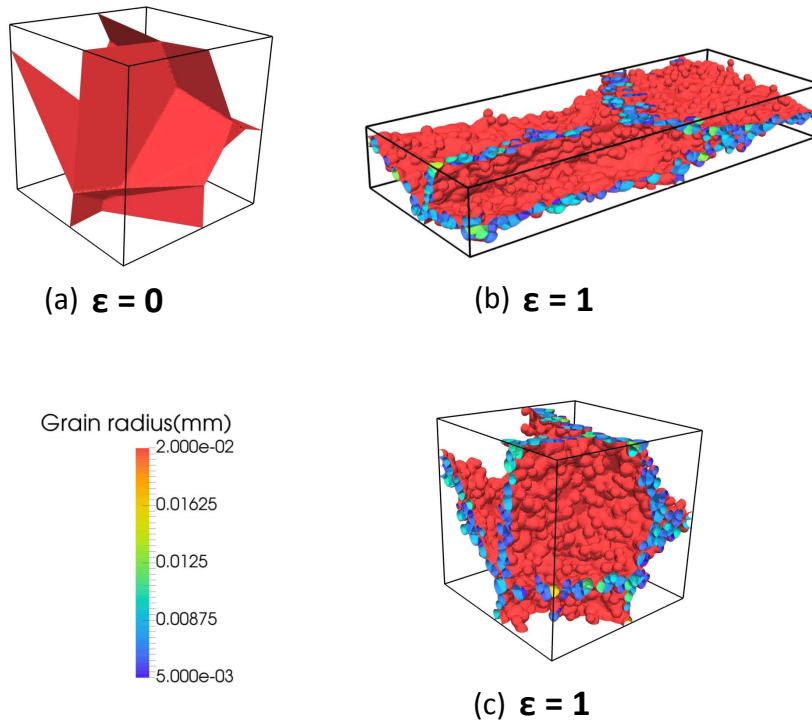 (a) ε = 0
(b) ε = 1
Grain radius(mm)
2.000e-02
0.01625
0.0125
0.00875
5.000e-03
(c) ε = 1